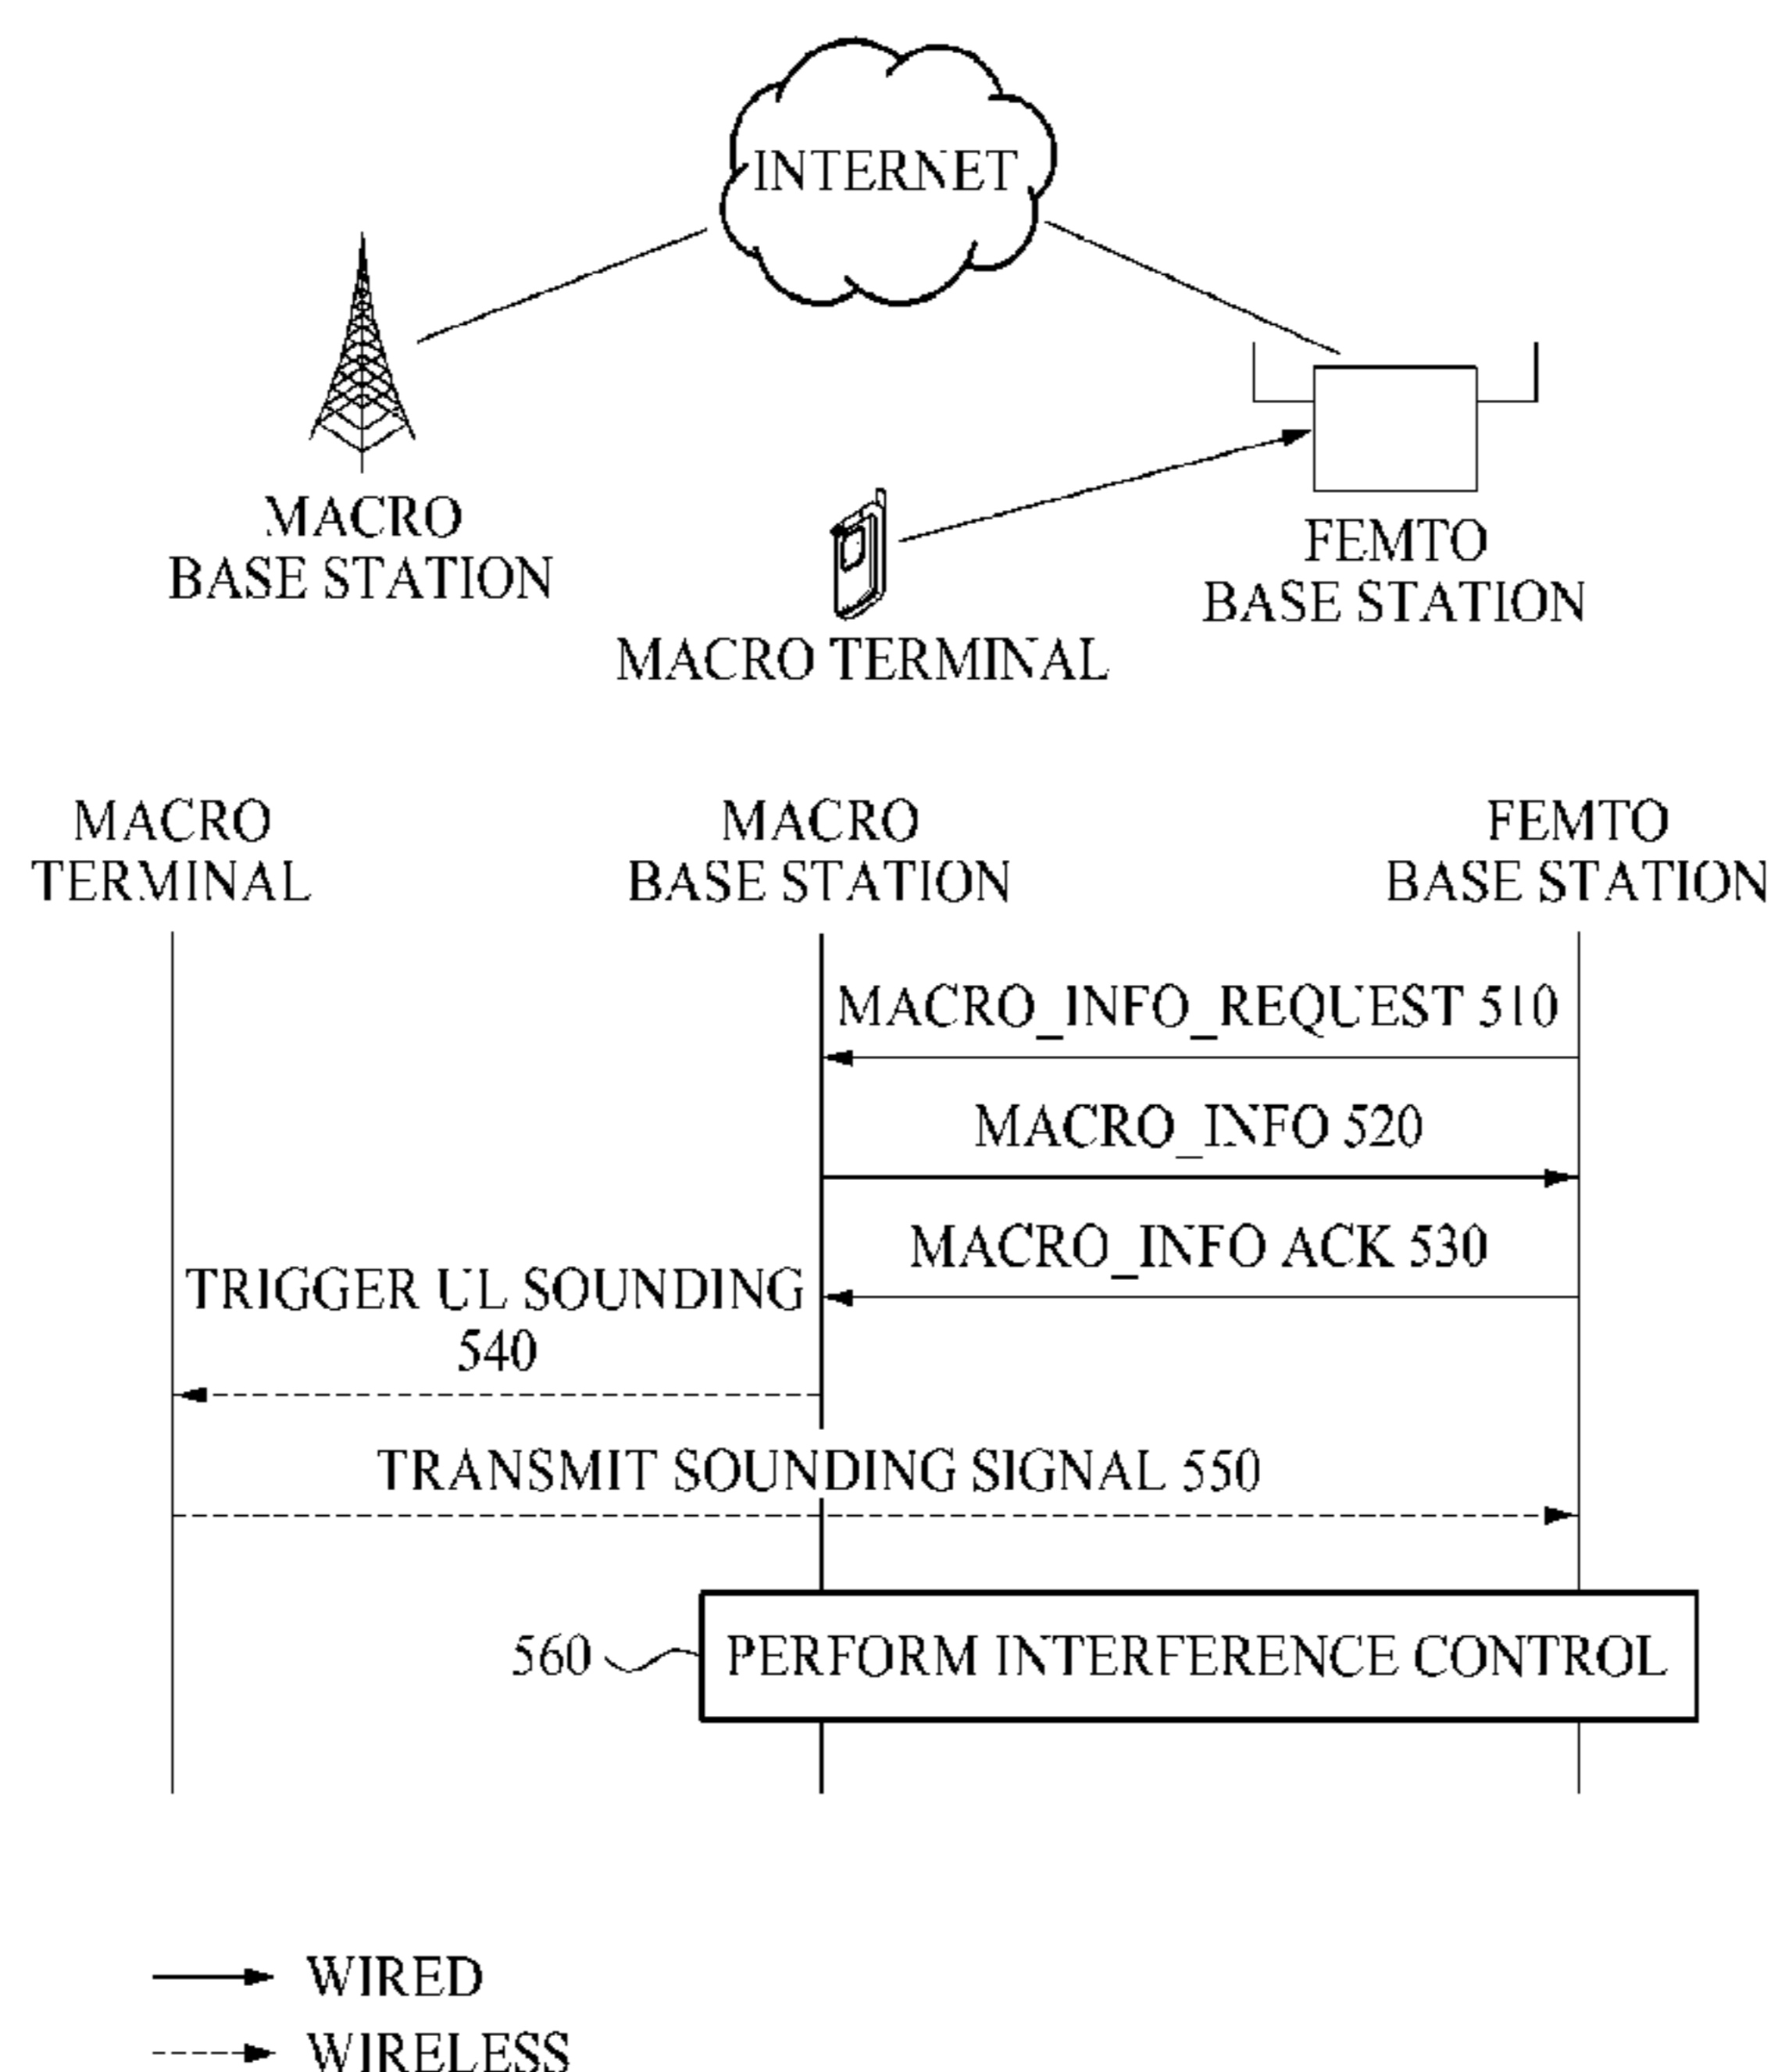 INTERNET
MACRO
BASE STATION
MACRO TERMINAL
FEMTO
BASE STATION
MACRO
TERMINAL
MACRO
BASE STATION
FEMTO
BASE STATION
MACRO_INFO_REQUEST 510
MACRO_INFO 520
MACRO_INFO ACK 530
TRIGGER UL SOUNDING
540
TRANSMIT SOUNDING SIGNAL 550
560
PERFORM INTERFERENCE CONTROL
WIRED
WIRELESS